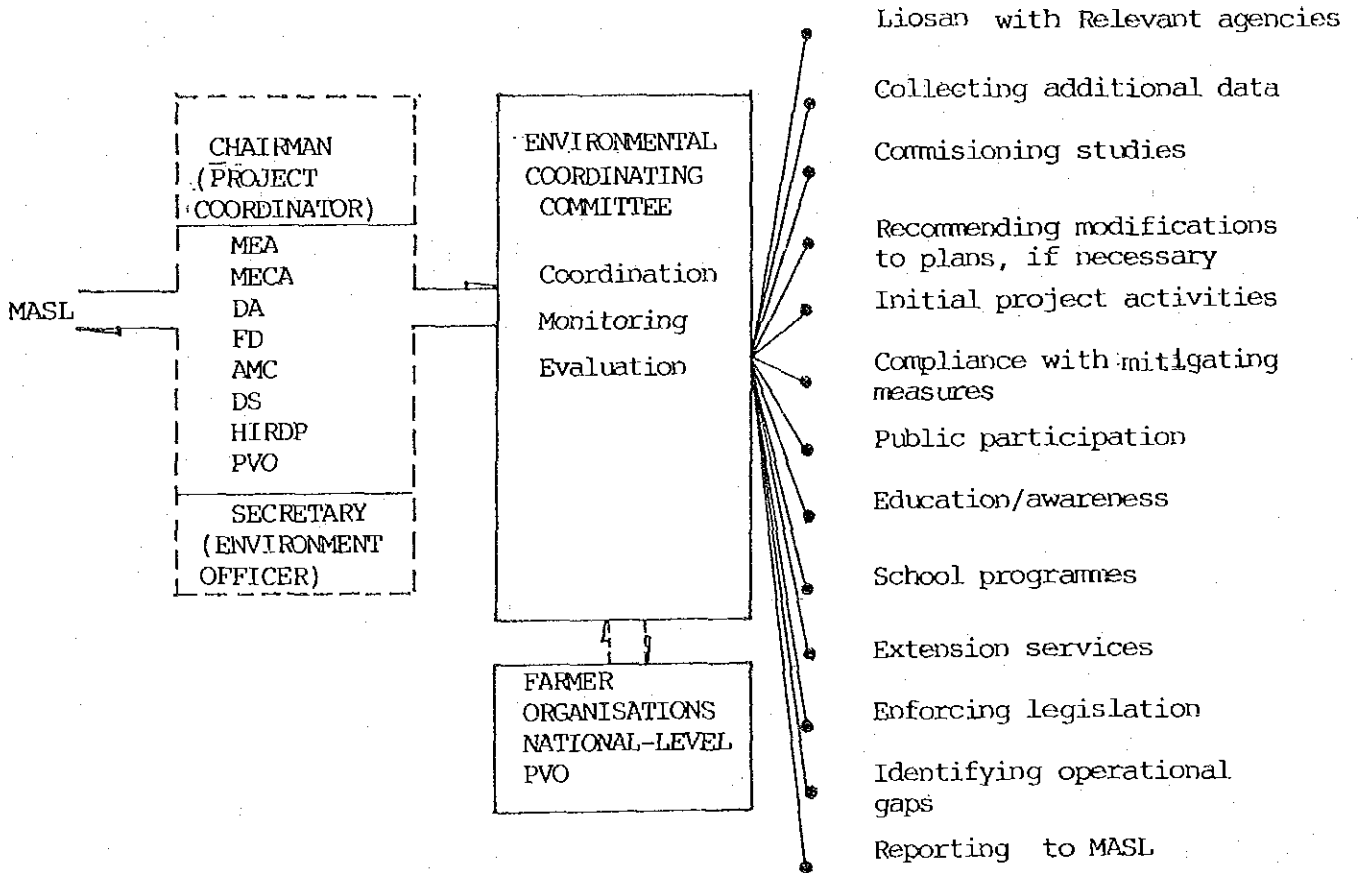 MASL
CHAIRMAN
(PROJECT
COORDINATOR)
MEA
MECA
DA
FD
AMC
DS
HIRDP
PVO
SECRETARY
(ENVIRONMENT
OFFICER)
ENVIRONMENTAL
COORDINATING
COMMITTEE
Coordination
Monitoring
Evaluation
FARMER
ORGANISATIONS
NATIONAL-LEVEL
PVO
Liosan with Relevant agencies
Collecting additional data
Commisioning studies
Recommending modifications
to plans, if necessary
Initial project activities
Compliance with mitigating
measures
Public participation
Education/awareness
School programmes
Extension services
Enforcing legislation
Identifying operational
gaps
Reporting to MASL